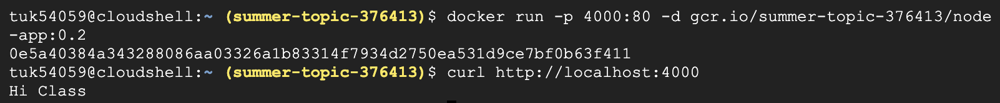 tuk54059@cloudshell:~ (summer-topic-376413)$ docker run -p 4000:80 -d gcr.io/summer-topic-376413/node
-app:0.2
0e5a40384a343288086aa03326a1b83314f7934d2750ea531d9ce7bf0b63f411
tuk54059@cloudshell:~ (summer-topic-376413)$ curl http://localhost:4000
Hi Class